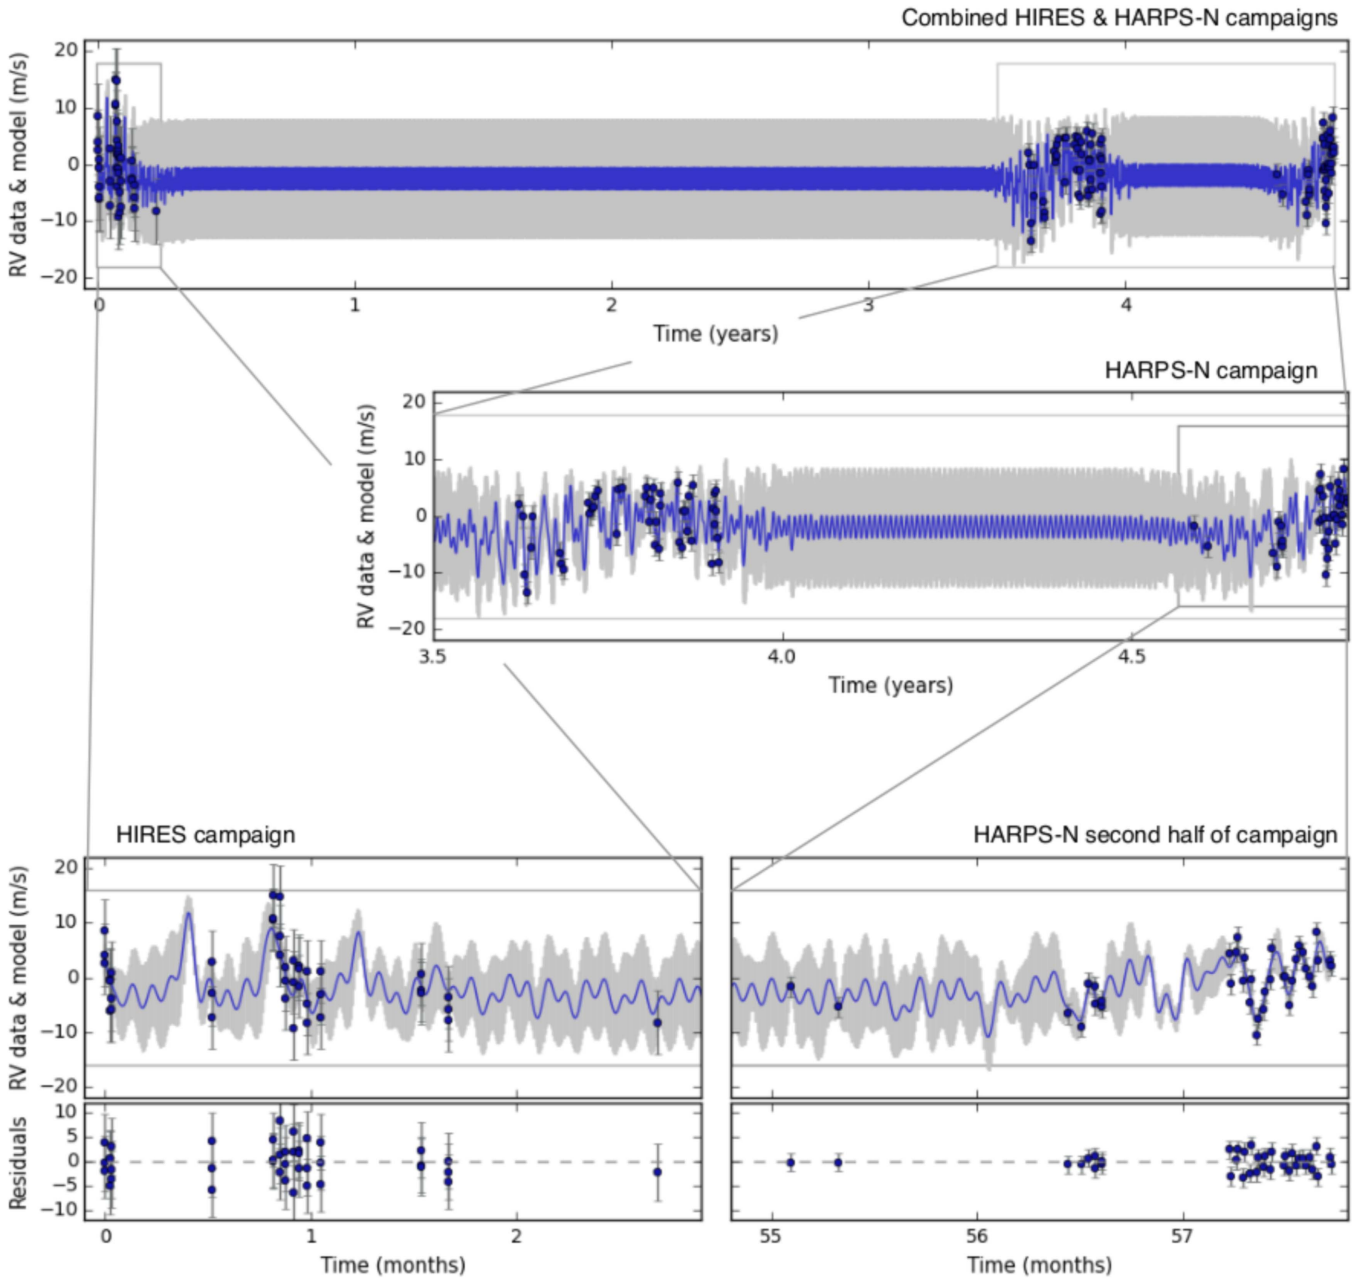 Combined HIRES & HARPS-N campaigns
RV data & model (m/s)
20
10
0
−10
−20
0
1
2
3
4
Time (years)
HARPS-N campaign
RV data & model (m/s)
20
10
0
−10
−20
3.5
4.0
4.5
Time (years)
HIRES campaign
HARPS-N second half of campaign
RV data & model (m/s)
20
10
0
−10
−20
Residuals
10
5
0
−5
−10
0
1
2
55
56
57
Time (months)
Time (months)